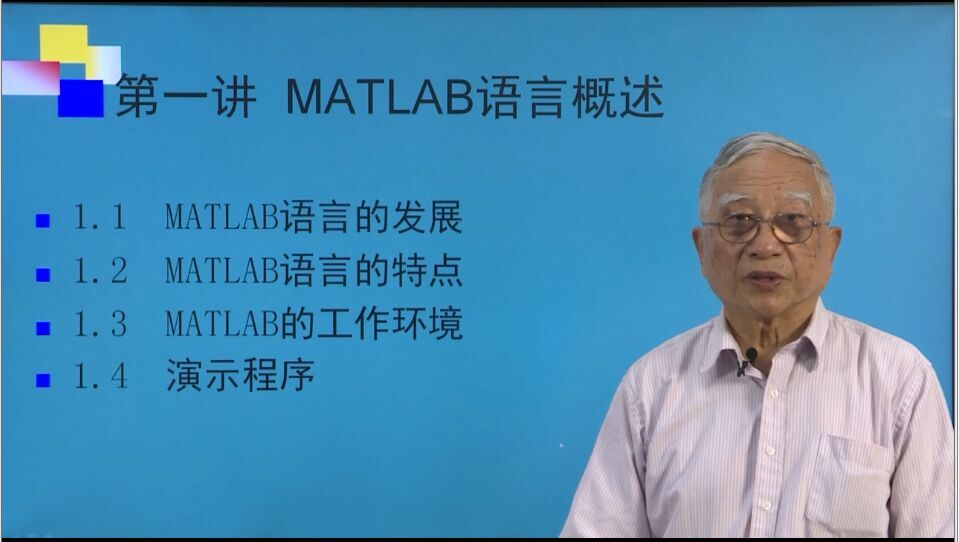 第一讲 MATLAB语言概述
1.1 MATLAB语言的发展
1.2 MATLAB语言的特点
1.3 MATLAB的工作环境
1.4 演示程序